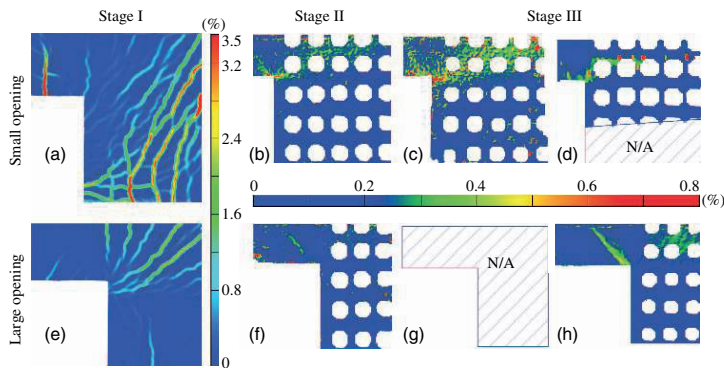 Stage I
Stage II
Stage III
(%)
3.5
3.2
2.4
1.6
0.8
0
Small opening
(a)
(b)
(c)
(d)
N/A
0
0.2
0.4
0.6
0.8
(%)
Large opening
(e)
(f)
(g)
N/A
(h)